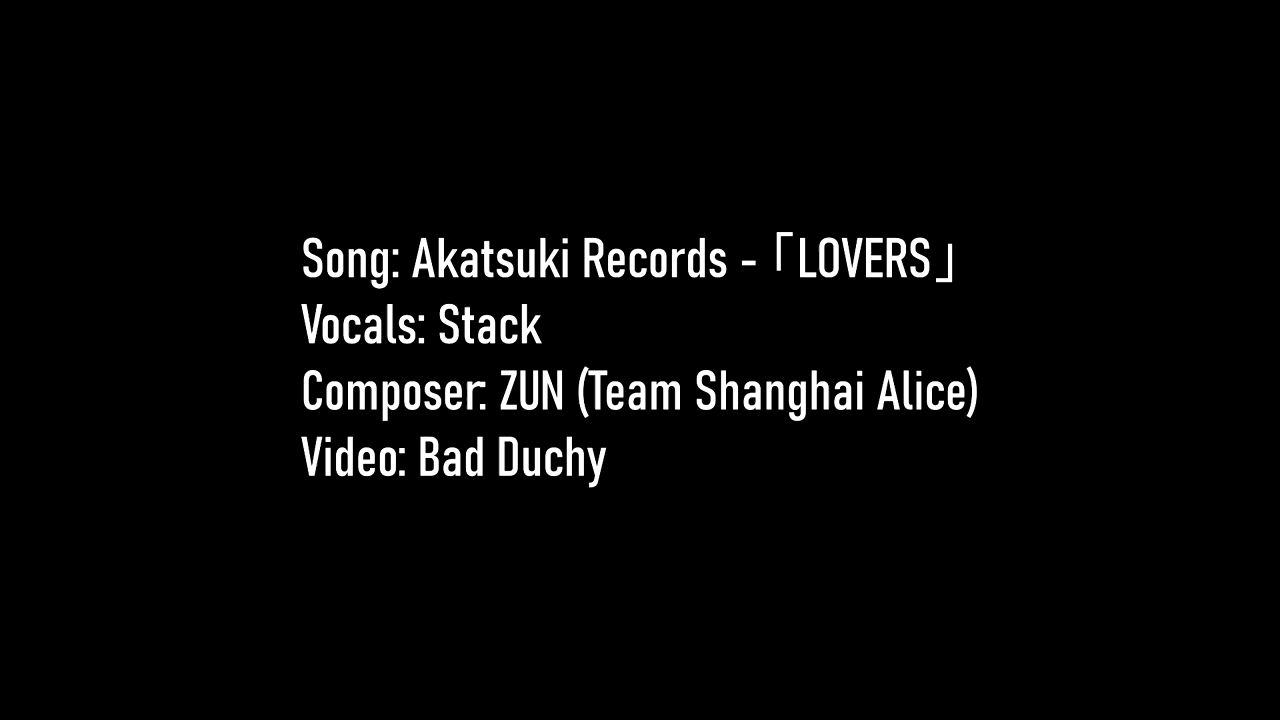 Song: Akatsuki Records -「LOVERS」
Vocals: Stack
Composer: ZUN (Team Shanghai Alice)
Video: Bad Duchy